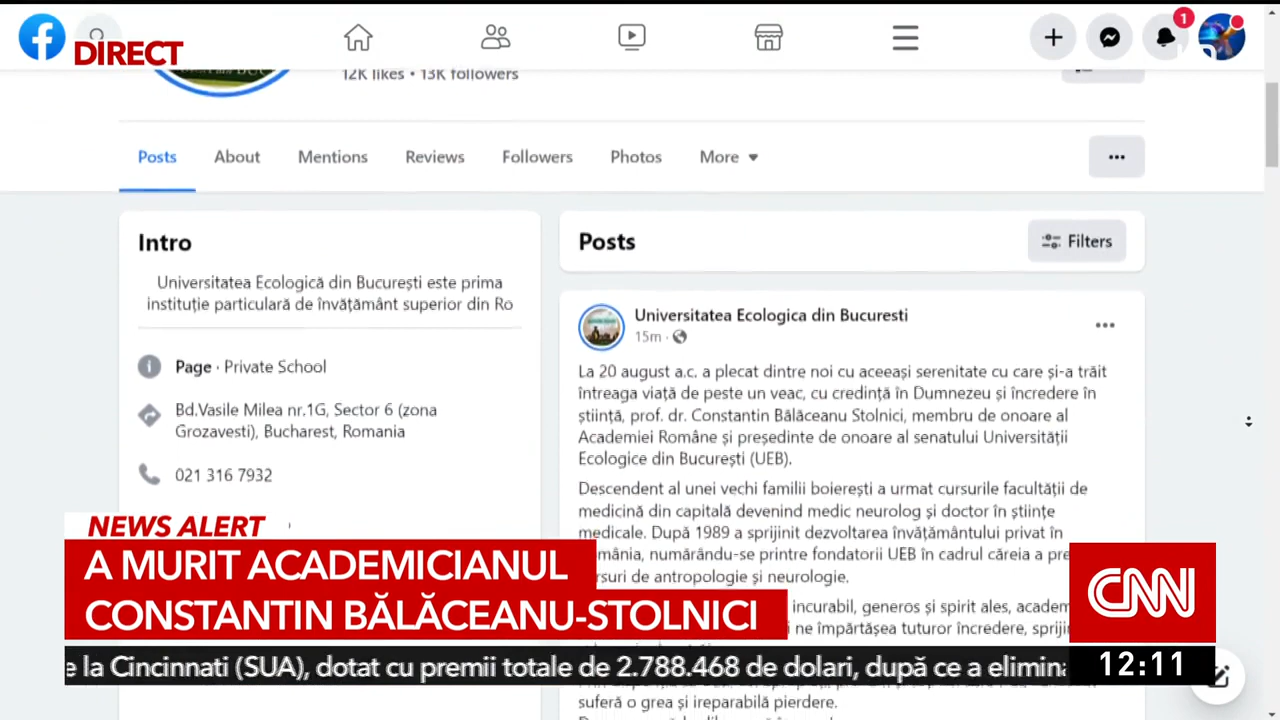 DIRECT
1
12K likes • 13K followers
Posts About Mentions Reviews Followers Photos More
Intro
Universitatea Ecologică din București este prima
instituție particulară de învățământ superior din Ro
Page · Private School
Bd.Vasile Milea nr.1G, Sector 6 (zona
Grozavesti), Bucharest, Romania
021 316 7932
Posts
Filters
Universitatea Ecologica din Bucuresti
15m ·
La 20 august a.c. a plecat dintre noi cu aceeași serenitate cu care și-a trăit
întreaga viață de peste un veac, cu credință în Dumnezeu și încredere în
știință, prof. dr. Constantin Bălăceanu Stolnici, membru de onoare al
Academiei Române și președinte de onoare al senatului Universității
Ecologice din București (UEB).
Descendent al unei vechi familii boierești a urmat cursurile facultății de
medicină din capitală devenind medic neurolog și doctor în științe
medicale. După 1989 a sprijinit dezvoltarea învățământului privat în
numărându-se printre fondatorii UEB în cadrul căreia a
de antropologie și neurologie.
incurabil, generos și spirit ales,
ne împărtășea tuturor încredere,
suferă o grea și ireparabilă pierdere.
NEWS ALERT
A MURIT ACADEMICIANUL
CONSTANTIN BĂLĂCEANU-STOLNICI
CNN
e la Cincinnati (SUA), dotat cu premii totale de 2.788.468 de dolari, după ce a elimina
12:11